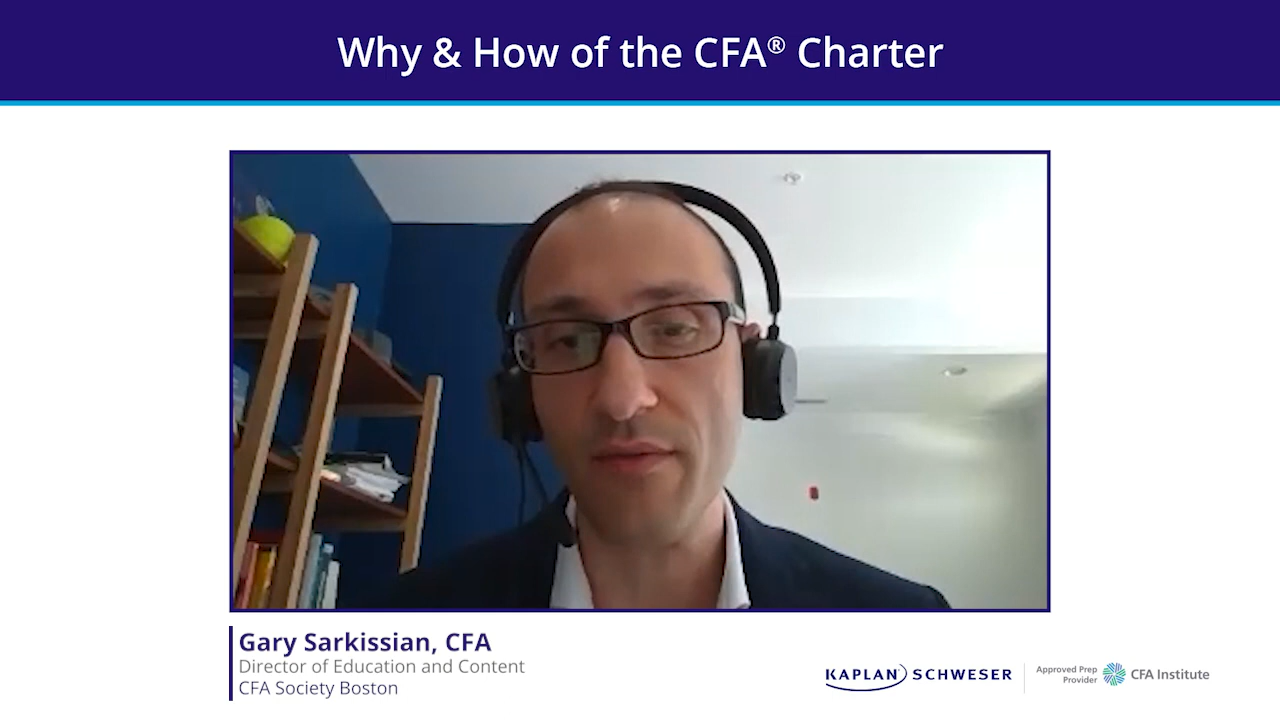 Why & How of the CFA® Charter
Gary Sarkissian, CFA
Director of Education and Content
CFA Society Boston
KAPLAN SCHWESER
Approved Prep
Provider
CFA Institute